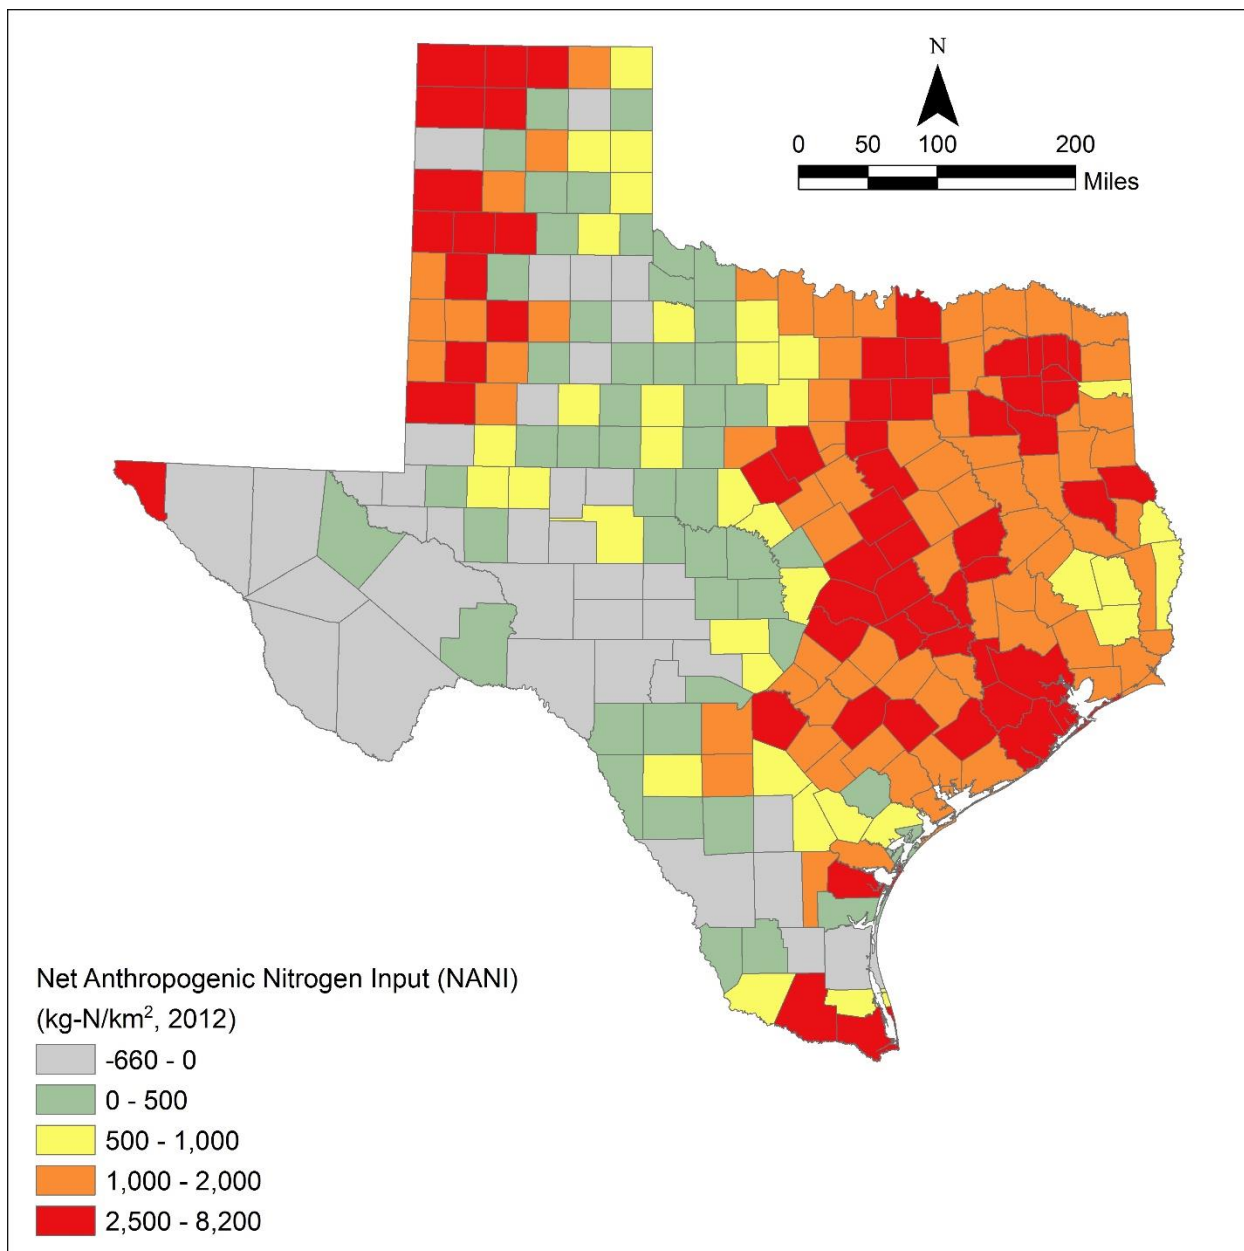 N
0 50 100 200
Miles
Net Anthropogenic Nitrogen Input (NANI)
(kg-N/km², 2012)
-660 - 0
0 - 500
500 - 1,000
1,000 - 2,000
2,500 - 8,200